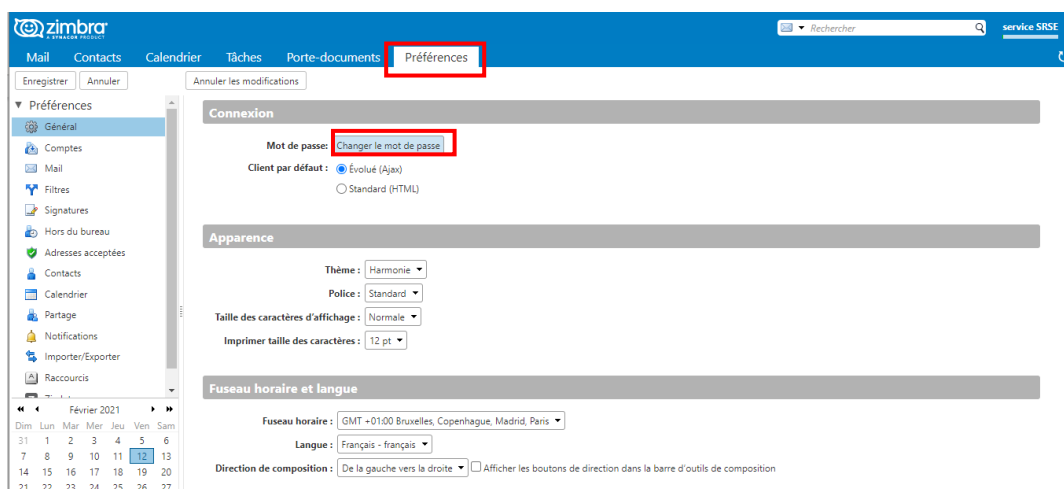 zimbra
A SYNACOR PRODUCT
Rechercher
service SRSE
Mail Contacts Calendrier Tâches Porte-documents Préférences
Enregistrer Annuler Annuler les modifications
Préférences
Général
Comptes
Mail
Filtres
Signatures
Hors du bureau
Adresses acceptées
Contacts
Calendrier
Partage
Notifications
Importer/Exporter
Raccourcis
Février 2021
Dim Lun Mar Mer Jeu Ven Sam
31 1 2 3 4 5 6
7 8 9 10 11 12 13
14 15 16 17 18 19 20
21 22 23 24 25 26 27
Connexion
Mot de passe: Changer le mot de passe
Client par défaut : Évolué (Ajax)
Standard (HTML)
Apparence
Thème : Harmonie
Police : Standard
Taille des caractères d'affichage : Normale
Imprimer taille des caractères : 12 pt
Fuseau horaire et langue
Fuseau horaire : GMT +01:00 Bruxelles, Copenhague, Madrid, Paris
Langue : Français - français
Direction de composition : De la gauche vers la droite Afficher les boutons de direction dans la barre d'outils de composition